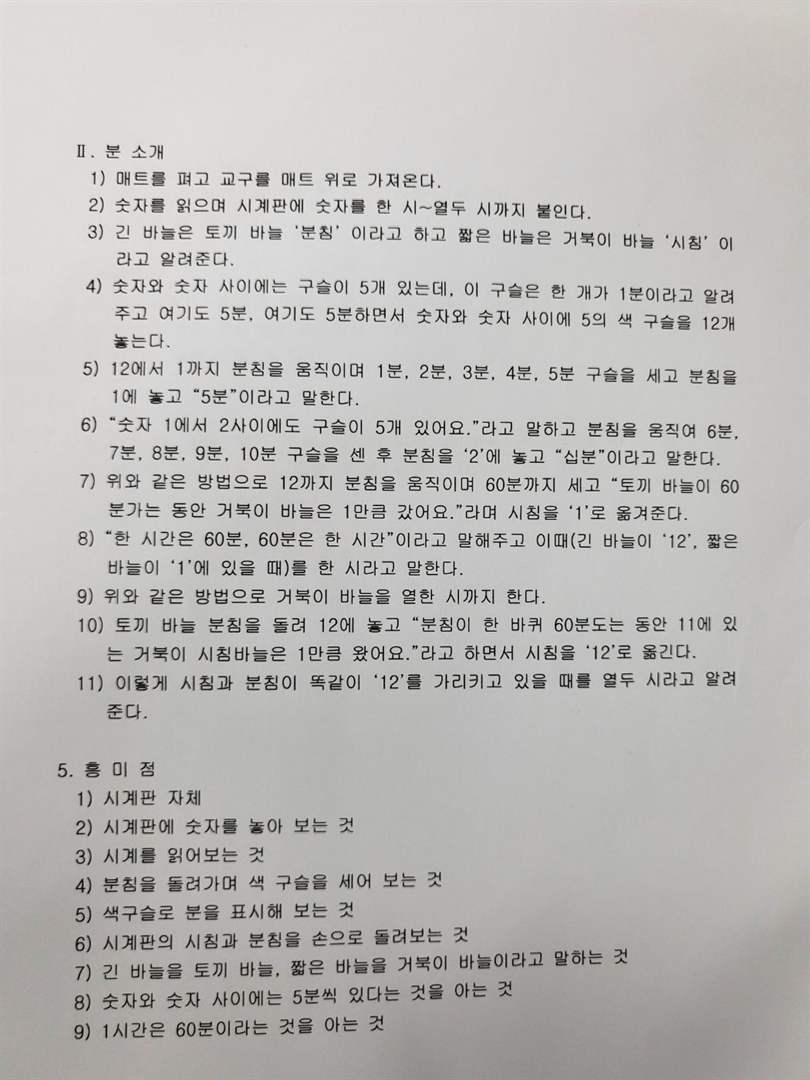 Ⅱ. 분 소개
1) 매트를 펴고 교구를 매트 위로 가져온다.
2) 숫자를 읽으며 시계판에 숫자를 한 시~열두 시까지 붙인다.
3) 긴 바늘은 토끼 바늘 '분침' 이라고 하고 짧은 바늘은 거북이 바늘 '시침' 이
라고 알려준다.
4) 숫자와 숫자 사이에는 구슬이 5개 있는데, 이 구슬은 한 개가 1분이라고 알려
주고 여기도 5분, 여기도 5분하면서 숫자와 숫자 사이에 5의 색 구슬을 12개
놓는다.
5) 12에서 1까지 분침을 움직이며 1분, 2분, 3분, 4분, 5분 구슬을 세고 분침을
1에 놓고 “5분”이라고 말한다.
6) “숫자 1에서 2사이에도 구슬이 5개 있어요.”라고 말하고 분침을 움직여 6분,
7분, 8분, 9분, 10분 구슬을 센 후 분침을 '2'에 놓고 “십분”이라고 말한다.
7) 위와 같은 방법으로 12까지 분침을 움직이며 60분까지 세고 “토끼 바늘이 60
분가는 동안 거북이 바늘은 1만큼 갔어요.”라며 시침을 '1'로 옮겨준다.
8) “한 시간은 60분, 60분은 한 시간”이라고 말해주고 이때(긴 바늘이 '12', 짧은
바늘이 '1'에 있을 때)를 한 시라고 말한다.
9) 위와 같은 방법으로 거북이 바늘을 열한 시까지 한다.
10) 토끼 바늘 분침을 돌려 12에 놓고 “분침이 한 바퀴 60분도는 동안 11에 있
는 거북이 시침바늘은 1만큼 왔어요.”라고 하면서 시침을 '12'로 옮긴다.
11) 이렇게 시침과 분침이 똑같이 '12'를 가리키고 있을 때를 열두 시라고 알려
준다.
5. 흥 미 점
1) 시계판 자체
2) 시계판에 숫자를 놓아 보는 것
3) 시계를 읽어보는 것
4) 분침을 돌려가며 색 구슬을 세어 보는 것
5) 색구슬로 분을 표시해 보는 것
6) 시계판의 시침과 분침을 손으로 돌려보는 것
7) 긴 바늘을 토끼 바늘, 짧은 바늘을 거북이 바늘이라고 말하는 것
8) 숫자와 숫자 사이에는 5분씩 있다는 것을 아는 것
9) 1시간은 60분이라는 것을 아는 것